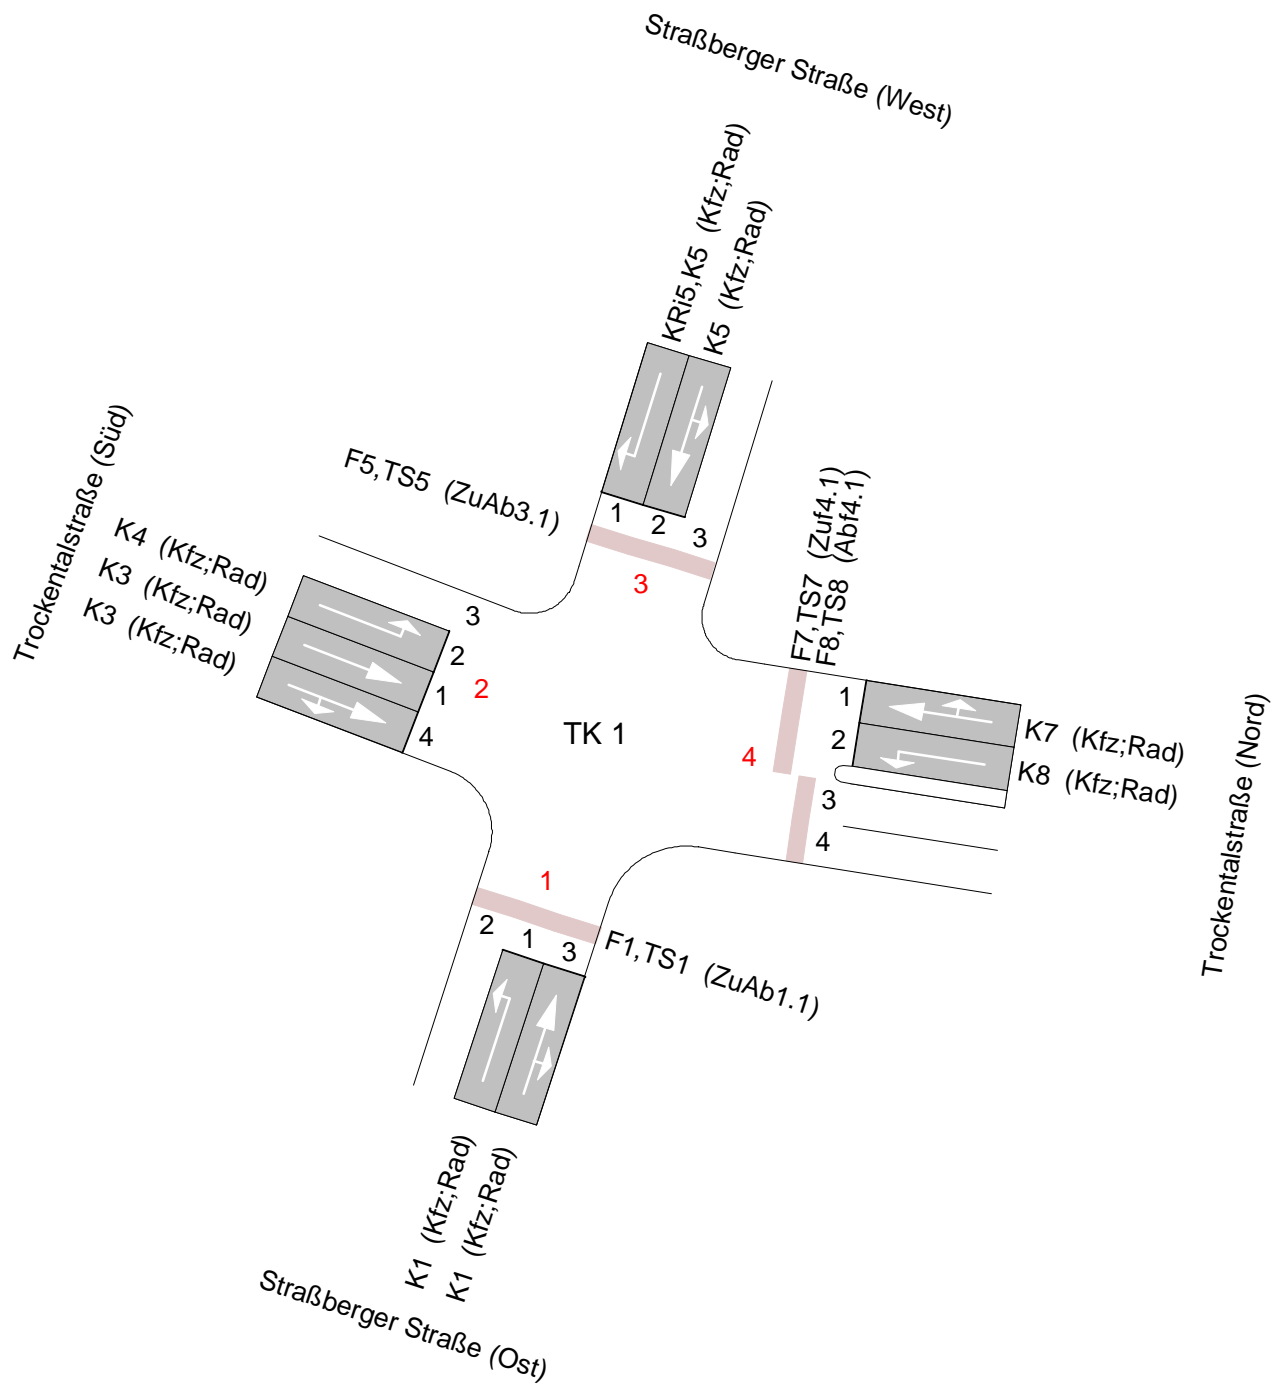 Straßberger Straße (West)
KRi5,K5 (Kfz;Rad)
K5 (Kfz;Rad)
Trockentalstraße (Süd)
F5,TS5 (ZuAb3.1)
K4 (Kfz;Rad)
K3 (Kfz;Rad)
K3 (Kfz;Rad)
1
2
3
3
F7,TS7 (Zuf4.1)
F8,TS8 (Abf4.1)
3
2
1
4
2
TK 1
4
1
2
3
4
K7 (Kfz;Rad)
K8 (Kfz;Rad)
Trockentalstraße (Nord)
1
2
1
3
F1,TS1 (ZuAb1.1)
K1 (Kfz;Rad)
K1 (Kfz;Rad)
Straßberger Straße (Ost)